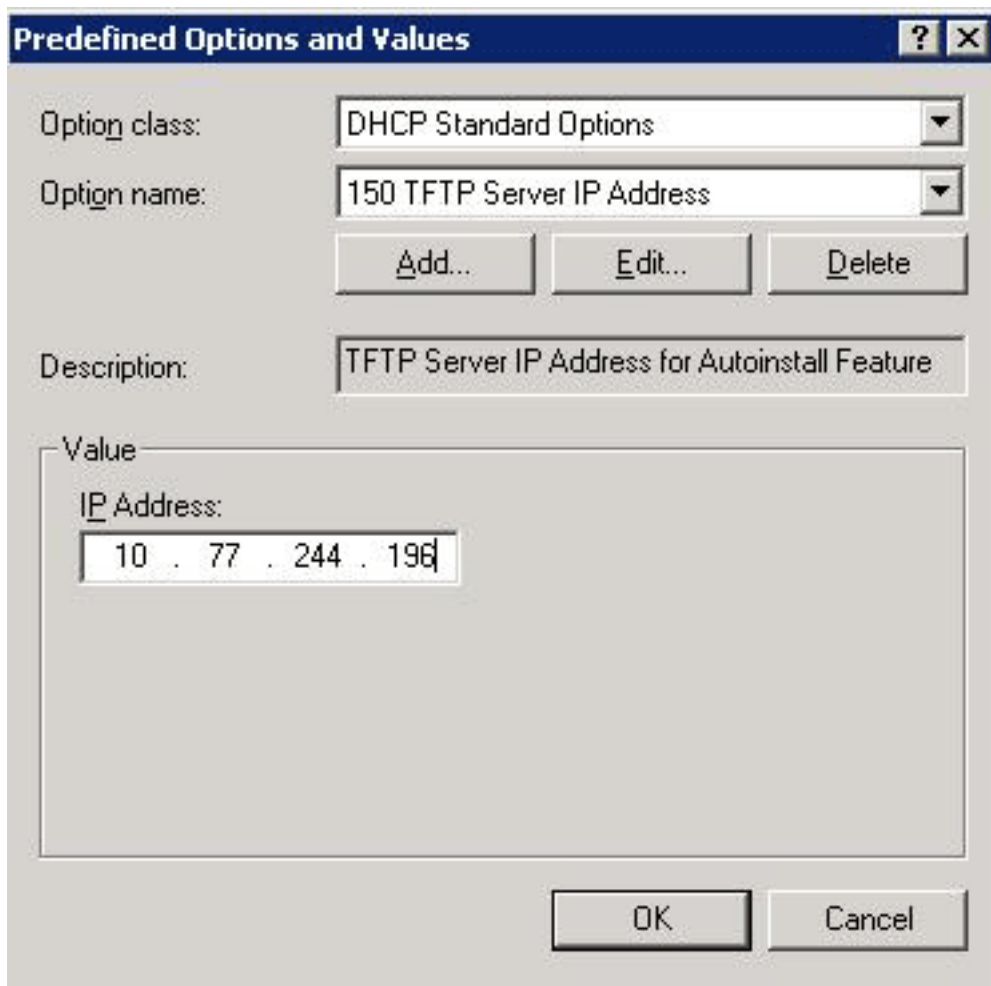 Predefined Options and Values
Option class: DHCP Standard Options
Option name: 150 TFTP Server IP Address
Add... Edit... Delete
Description: TFTP Server IP Address for Autoinstall Feature
Value
IP Address:
10 . 77 . 244 . 196
OK Cancel